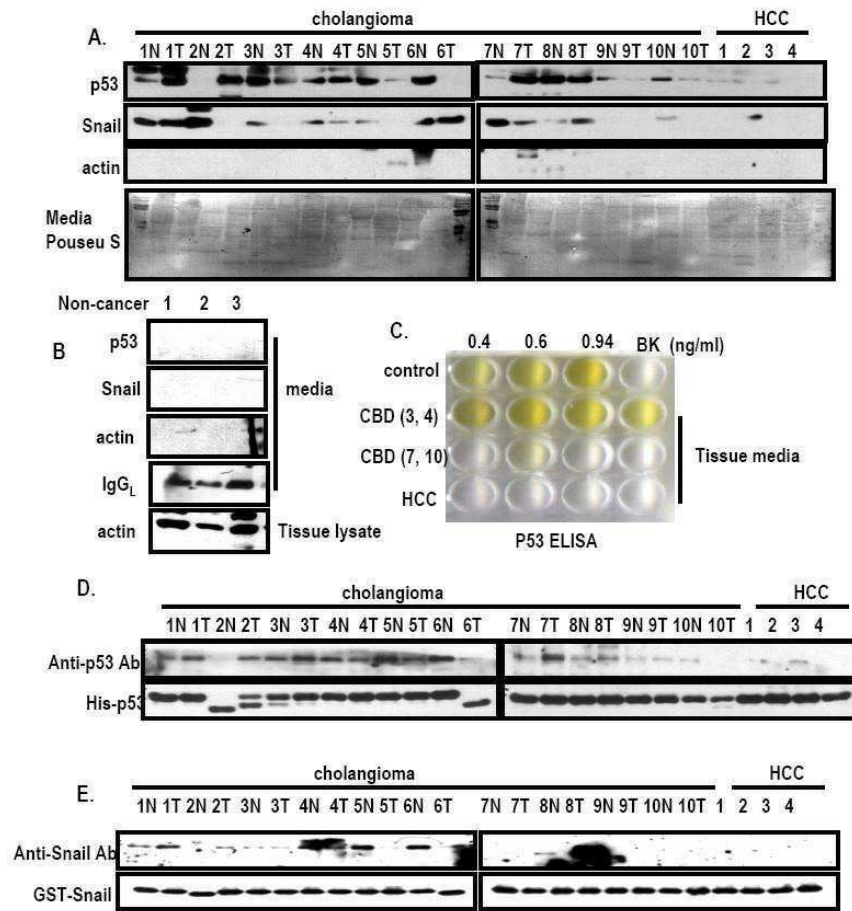 cholangioma HCC
A. 1N 1T 2N 2T 3N 3T 4N 4T 5N 5T 6N 6T 7N 7T 8N 8T 9N 9T 10N 10T 1 2 3 4
p53
Snail
actin
Media
Pouseu S
Non-cancer 1 2 3
B
p53
Snail
media
actin
IgGL
actin Tissue lysate
C.
0.4 0.6 0.94 BK (ng/ml)
control
CBD (3, 4)
CBD (7, 10)
Tissue media
HCC
P53 ELISA
D.
cholangioma HCC
1N 1T 2N 2T 3N 3T 4N 4T 5N 5T 6N 6T 7N 7T 8N 8T 9N 9T 10N 10T 1 2 3 4
Anti-p53 Ab
His-p53
cholangioma HCC
E.
1N 1T 2N 2T 3N 3T 4N 4T 5N 5T 6N 6T 7N 7T 8N 8T 9N 9T 10N 10T 1 2 3 4
Anti-Snail Ab
GST-Snail